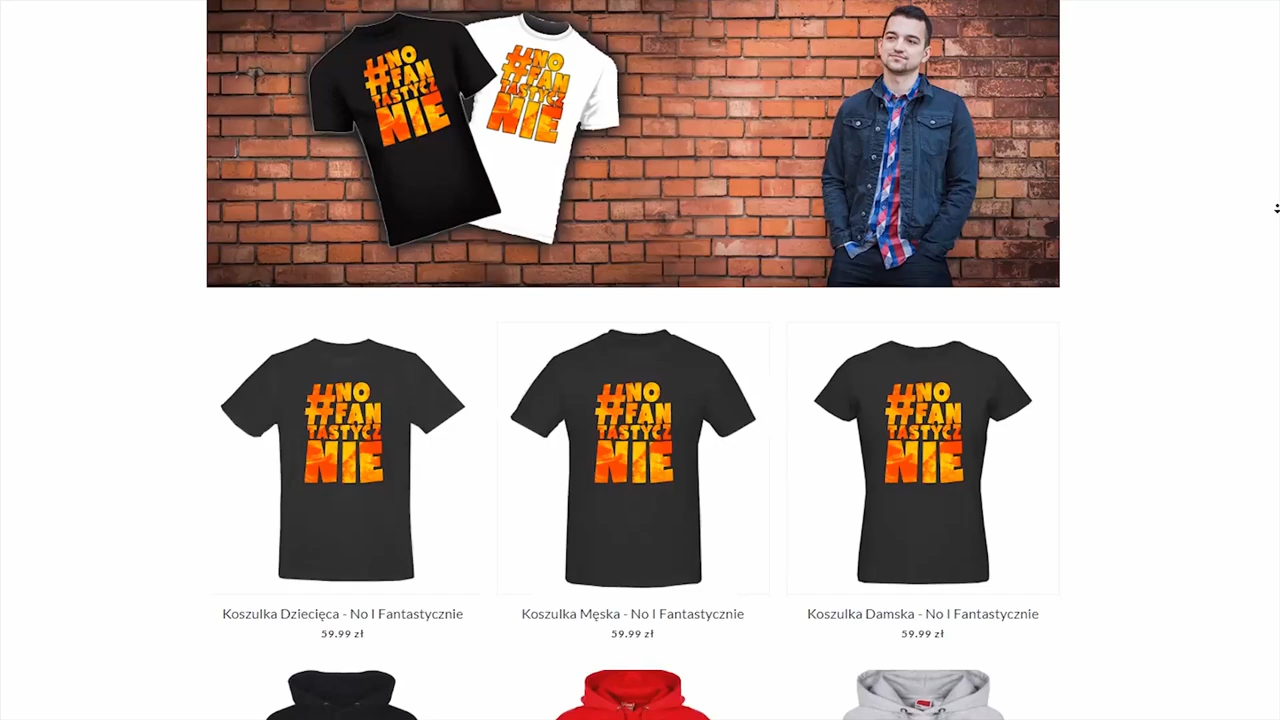 #NO
FAN
TASTYCZ
NIE
#NO
FAN
TASTYCZ
NIE
#NO
FAN
TASTYCZ
NIE
#NO
FAN
TASTYCZ
NIE
#NO
FAN
TASTYCZ
NIE
Koszulka Dziecięca - No I Fantastycznie
Koszulka Męska - No I Fantastycznie
Koszulka Damska - No I Fantastycznie
59.99 zł
59.99 zł
59.99 zł